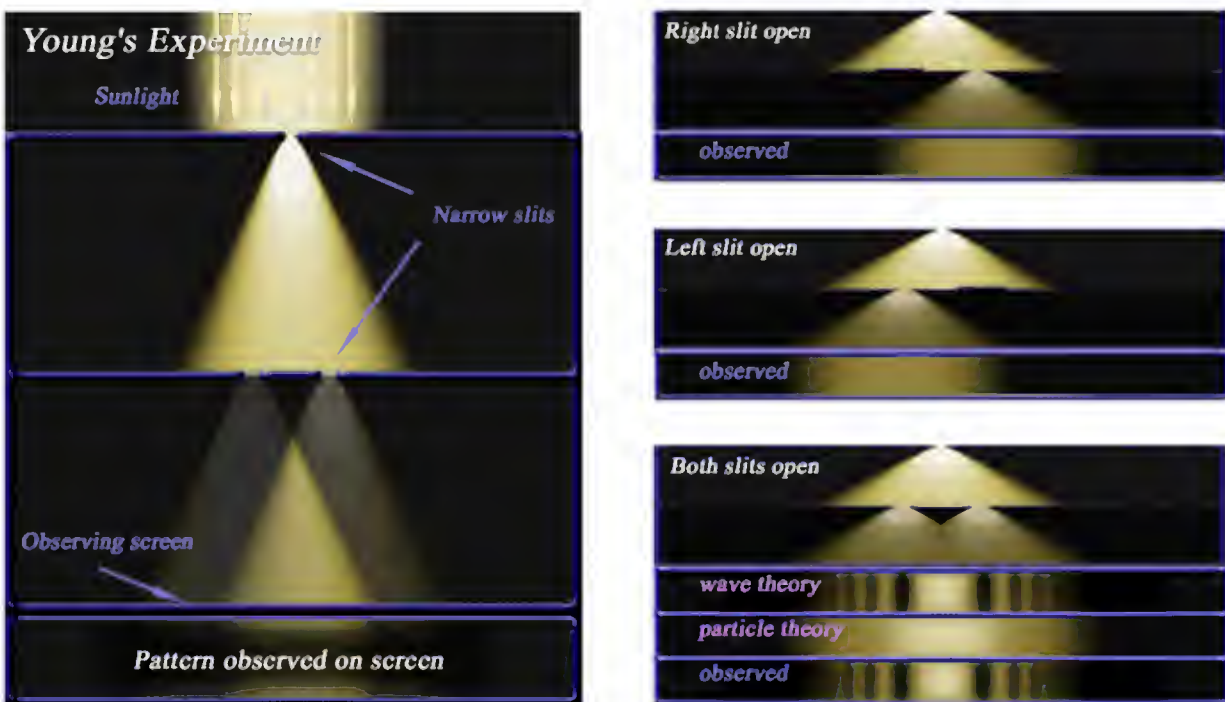 Young's Experiment
Sunlight
Narrow slits
Observing screen
Pattern observed on screen
Right slit open
observed
Left slit open
observed
Both slits open
wave theory
particle theory
observed